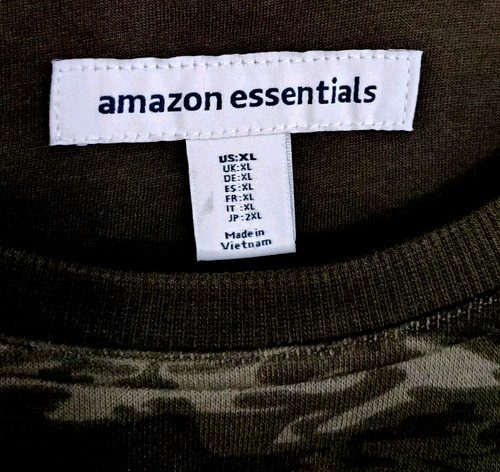 amazon essentials
US:XL
UK:XL
DE:XL
ES:XL
FR:XL
IT :XL
JP:2XL
Made in
Vietnam